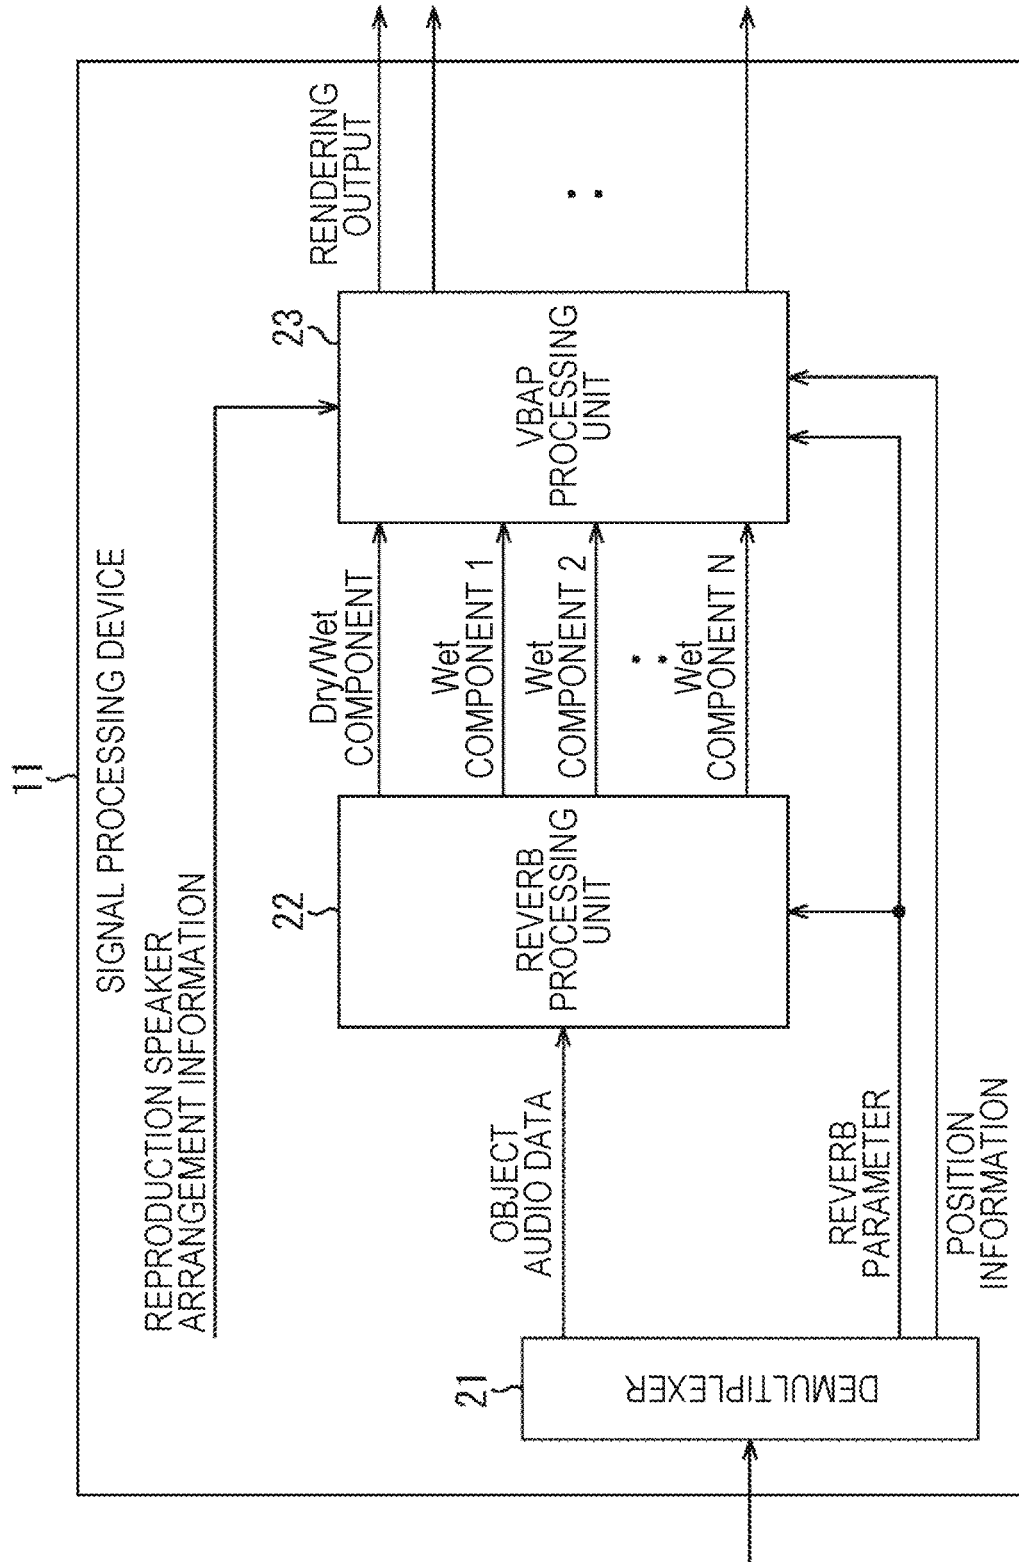 11
SIGNAL PROCESSING DEVICE
REPRODUCTION SPEAKER
ARRANGEMENT INFORMATION
21
DEMULTIPLEXER
OBJECT
AUDIO DATA
REVERB
PARAMETER
POSITION
INFORMATION
22
REVERB
PROCESSING
UNIT
Dry/Wet
COMPONENT
Wet
COMPONENT 1
Wet
COMPONENT 2
Wet
COMPONENT N
23
VBAP
PROCESSING
UNIT
RENDERING
OUTPUT